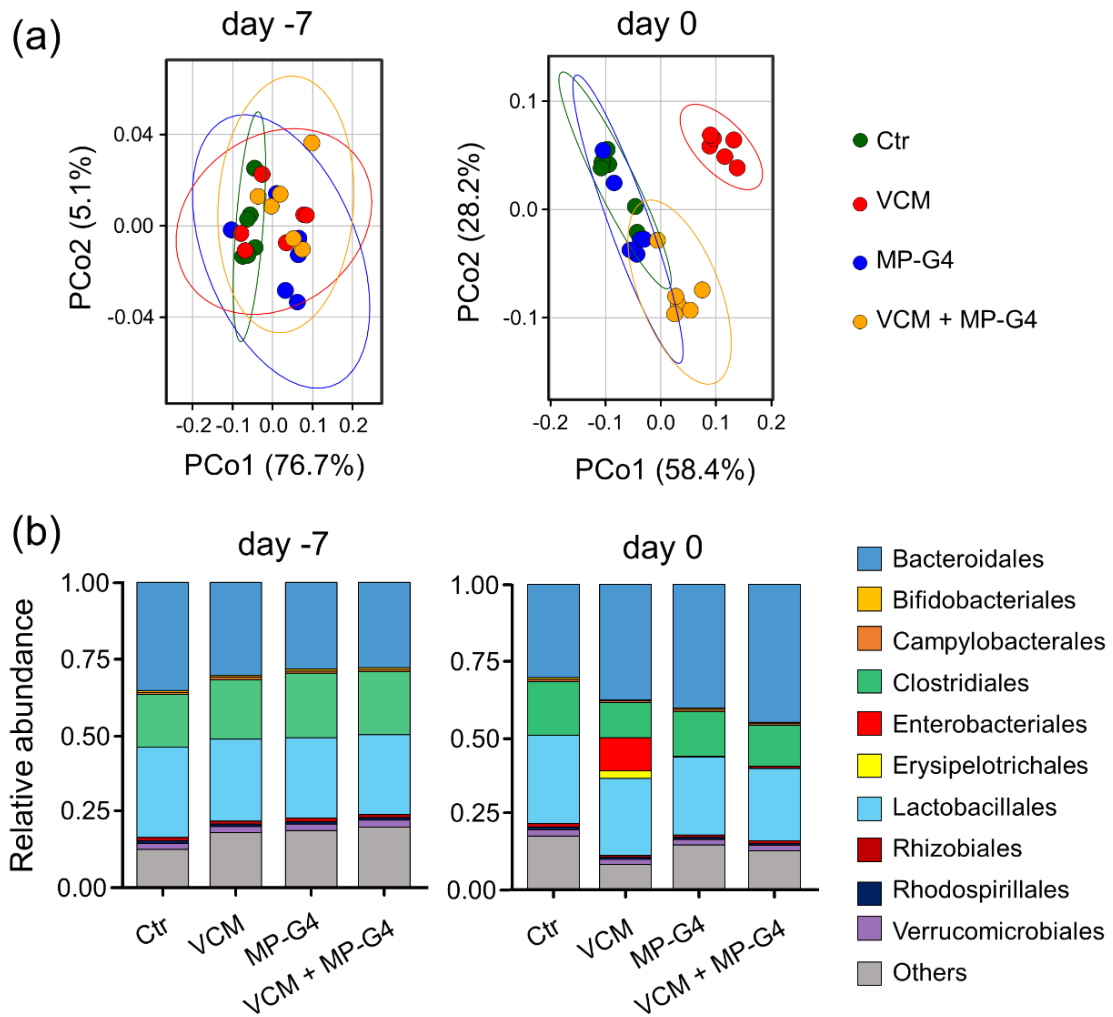 (a)
day -7
day 0
PCo2 (5.1%)
0.04
0.00
-0.04
-0.2 -0.1 0.0 0.1 0.2
PCo1 (76.7%)
PCo2 (28.2%)
0.1
0.0
-0.1
-0.2 -0.1 0.0 0.1 0.2
PCo1 (58.4%)
Ctr
VCM
MP-G4
VCM + MP-G4
(b)
day -7
day 0
Relative abundance
1.00
0.75
0.50
0.25
0.00
Ctr
VCM
MP-G4
VCM + MP-G4
1.00
0.75
0.50
0.25
0.00
Ctr
VCM
MP-G4
VCM + MP-G4
Bacteroidales
Bifidobacteriales
Campylobacterales
Clostridiales
Enterobacteriales
Erysipelotrichales
Lactobacillales
Rhizobiales
Rhodospirillales
Verrucomicrobiales
Others